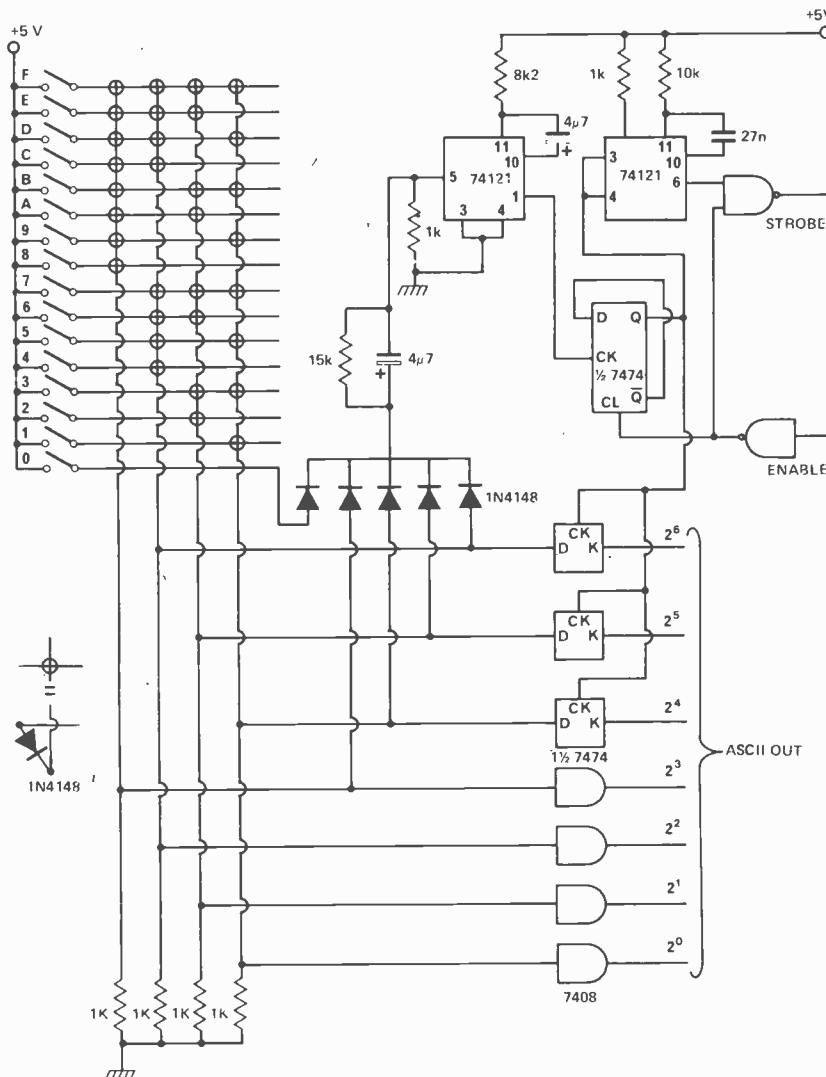 +5 V
+5V
F
E
D
C
B
A
9
8
7
6
5
4
3
2
1
0
8k2
4µ7
+
1k
10k
27n
11
10
5
74121
1
3
4
1k
11
3
10
74121
6
4
STROBE
15k
4µ7
+
D
Q
CK
½ 7474
Q
CL
ENABLE
1N4148
CK
D
K
2⁶
CK
D
K
2⁵
CK
D
K
2⁴
1½ 7474
ASCII OUT
=
1N4148
2³
2²
2¹
2⁰
7408
1K
1K
1K
1k